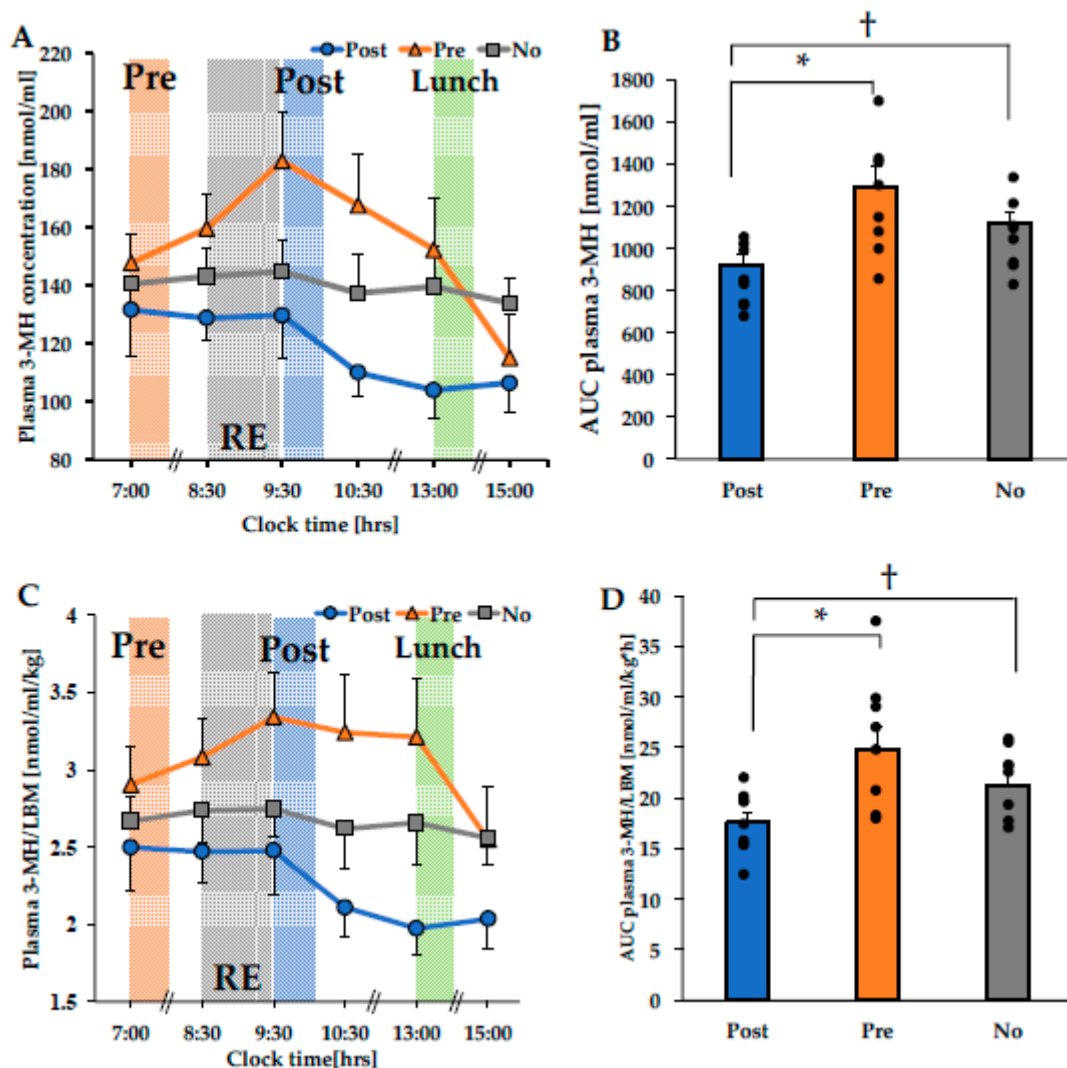 A
Post Pre No
Plasma 3-MH concentration [nmol/ml]
220
200
180
160
140
120
100
80
Pre
Post
Lunch
RE
7:00 8:30 9:30 10:30 13:00 15:00
// // // //
Clock time [hrs]
B
†
*
AUC plasma 3-MH [nmol/ml]
1800
1600
1400
1200
1000
800
600
400
200
0
Post Pre No
C
Post Pre No
Plasma 3-MH/LBM [nmol/ml/kg]
4
3.5
3
2.5
2
1.5
Pre
Post
Lunch
RE
7:00 8:30 9:30 10:30 13:00 15:00
// // // //
Clock time[hrs]
D
†
*
AUC plasma 3-MH/LBM [nmol/ml/kg*h]
40
35
30
25
20
15
10
5
0
Post Pre No